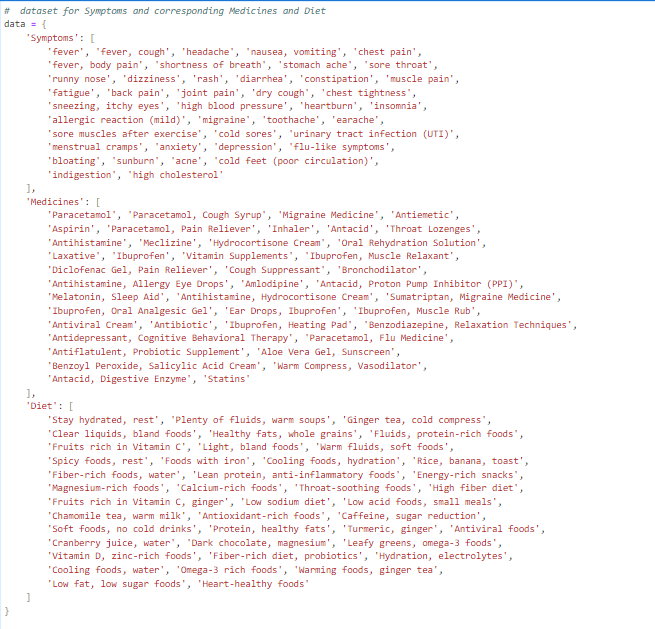 #  dataset for Symptoms and corresponding Medicines and Diet
data = {
    'Symptoms': [
        'fever', 'fever, cough', 'headache', 'nausea, vomiting', 'chest pain',
        'fever, body pain', 'shortness of breath', 'stomach ache', 'sore throat',
        'runny nose', 'dizziness', 'rash', 'diarrhea', 'constipation', 'muscle pain',
        'fatigue', 'back pain', 'joint pain', 'dry cough', 'chest tightness',
        'sneezing, itchy eyes', 'high blood pressure', 'heartburn', 'insomnia',
        'allergic reaction (mild)', 'migraine', 'toothache', 'earache',
        'sore muscles after exercise', 'cold sores', 'urinary tract infection (UTI)',
        'menstrual cramps', 'anxiety', 'depression', 'flu-like symptoms',
        'bloating', 'sunburn', 'acne', 'cold feet (poor circulation)',
        'indigestion', 'high cholesterol'
    ],
    'Medicines': [
        'Paracetamol', 'Paracetamol, Cough Syrup', 'Migraine Medicine', 'Antiemetic',
        'Aspirin', 'Paracetamol, Pain Reliever', 'Inhaler', 'Antacid', 'Throat Lozenges',
        'Antihistamine', 'Meclizine', 'Hydrocortisone Cream', 'Oral Rehydration Solution',
        'Laxative', 'Ibuprofen', 'Vitamin Supplements', 'Ibuprofen, Muscle Relaxant',
        'Diclofenac Gel, Pain Reliever', 'Cough Suppressant', 'Bronchodilator',
        'Antihistamine, Allergy Eye Drops', 'Amlodipine', 'Antacid, Proton Pump Inhibitor (PPI)',
        'Melatonin, Sleep Aid', 'Antihistamine, Hydrocortisone Cream', 'Sumatriptan, Migraine Medicine',
        'Ibuprofen, Oral Analgesic Gel', 'Ear Drops, Ibuprofen', 'Ibuprofen, Muscle Rub',
        'Antiviral Cream', 'Antibiotic', 'Ibuprofen, Heating Pad', 'Benzodiazepine, Relaxation Techniques',
        'Antidepressant, Cognitive Behavioral Therapy', 'Paracetamol, Flu Medicine',
        'Antiflatulent, Probiotic Supplement', 'Aloe Vera Gel, Sunscreen',
        'Benzoyl Peroxide, Salicylic Acid Cream', 'Warm Compress, Vasodilator',
        'Antacid, Digestive Enzyme', 'Statins'
    ],
    'Diet': [
        'Stay hydrated, rest', 'Plenty of fluids, warm soups', 'Ginger tea, cold compress',
        'Clear liquids, bland foods', 'Healthy fats, whole grains', 'Fluids, protein-rich foods',
        'Fruits rich in Vitamin C', 'Light, bland foods', 'Warm fluids, soft foods',
        'Spicy foods, rest', 'Foods with iron', 'Cooling foods, hydration', 'Rice, banana, toast',
        'Fiber-rich foods, water', 'Lean protein, anti-inflammatory foods', 'Energy-rich snacks',
        'Magnesium-rich foods', 'Calcium-rich foods', 'Throat-soothing foods', 'High fiber diet',
        'Fruits rich in Vitamin C, ginger', 'Low sodium diet', 'Low acid foods, small meals',
        'Chamomile tea, warm milk', 'Antioxidant-rich foods', 'Caffeine, sugar reduction',
        'Soft foods, no cold drinks', 'Protein, healthy fats', 'Turmeric, ginger', 'Antiviral foods',
        'Cranberry juice, water', 'Dark chocolate, magnesium', 'Leafy greens, omega-3 foods',
        'Vitamin D, zinc-rich foods', 'Fiber-rich diet, probiotics', 'Hydration, electrolytes',
        'Cooling foods, water', 'Omega-3 rich foods', 'Warming foods, ginger tea',
        'Low fat, low sugar foods', 'Heart-healthy foods'
    ]
}